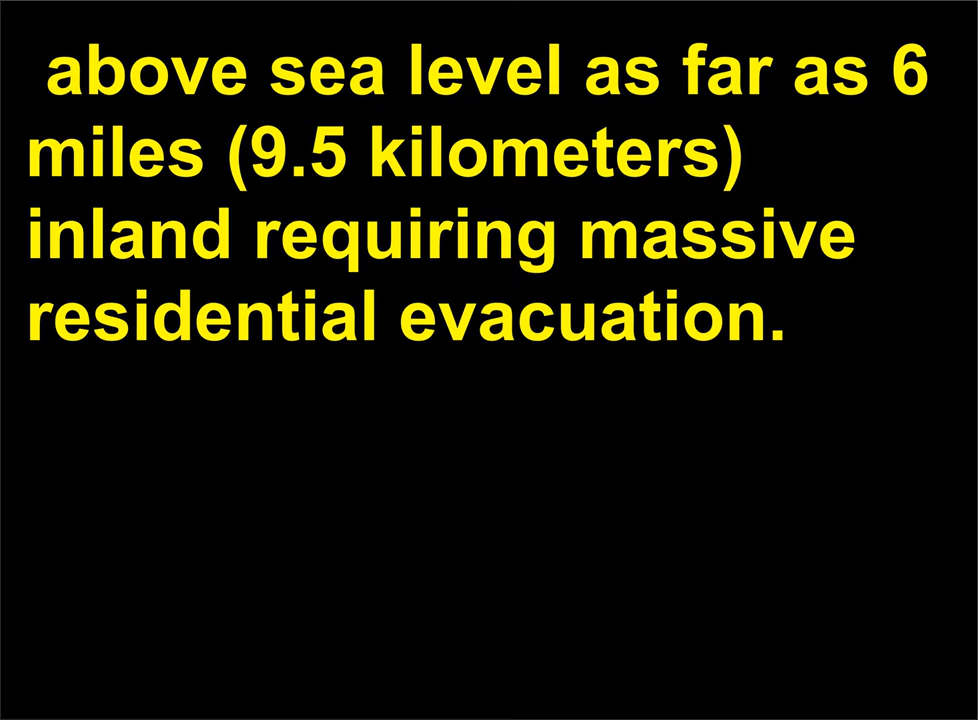 above sea level as far as 6
miles (9.5 kilometers)
inland requiring massive
residential evacuation.